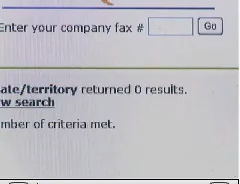 Enter your company fax # Go
ate/territory returned 0 results.
w search
mber of criteria met.